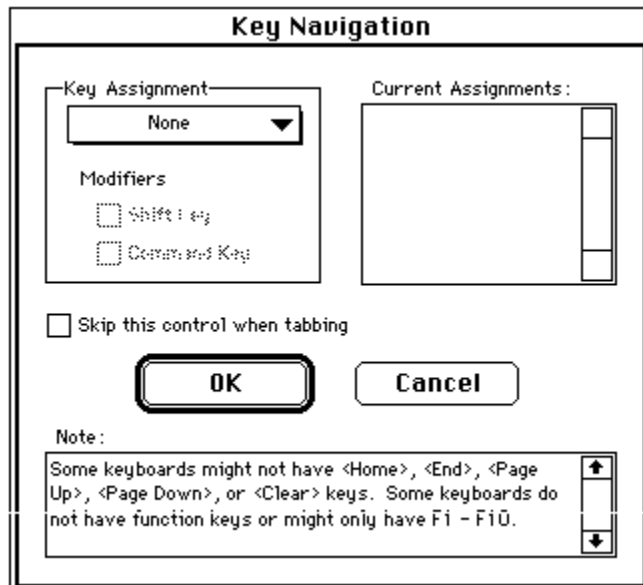 Key Navigation
Key Assignment
Current Assignments:
None
Modifiers
Shift Key
Command Key
Skip this control when tabbing
OK
Cancel
Note:
Some keyboards might not have <Home>, <End>, <Page
Up>, <Page Down>, or <Clear> keys. Some keyboards do
not have function keys or might only have F1 - F10.